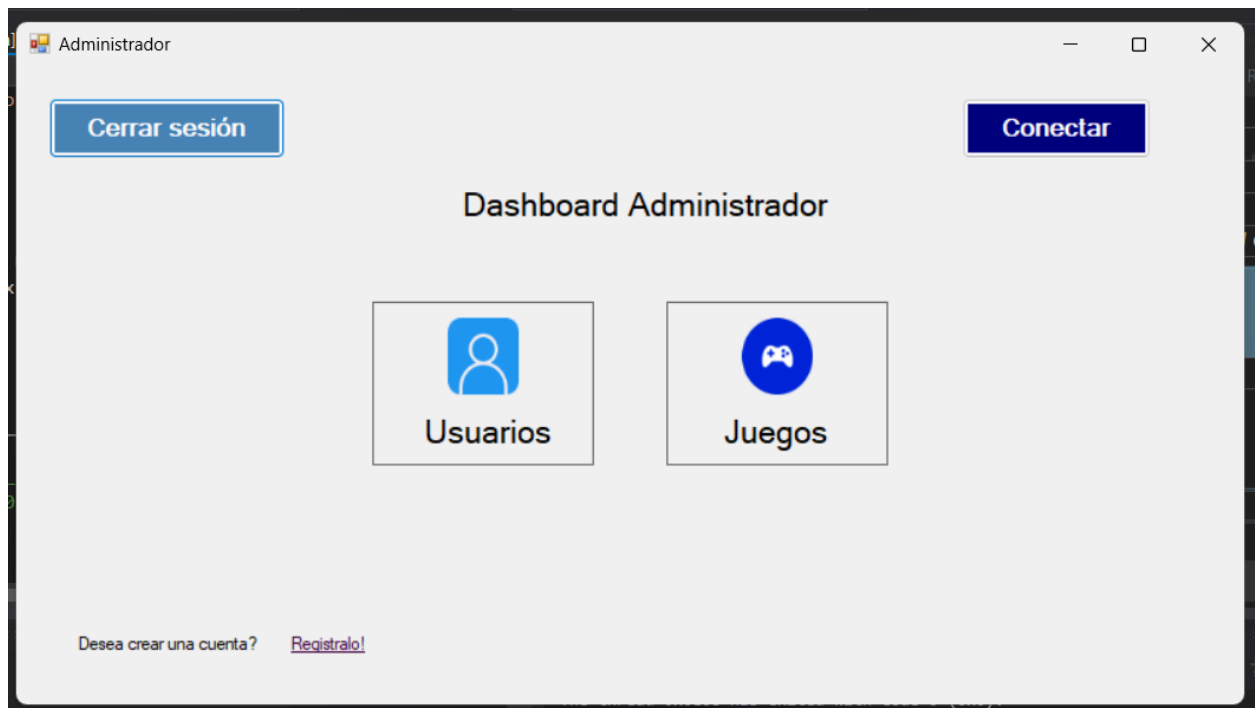 Administrador
Cerrar sesión
Conectar
Dashboard Administrador
Usuarios
Juegos
Desea crear una cuenta? Registralo!